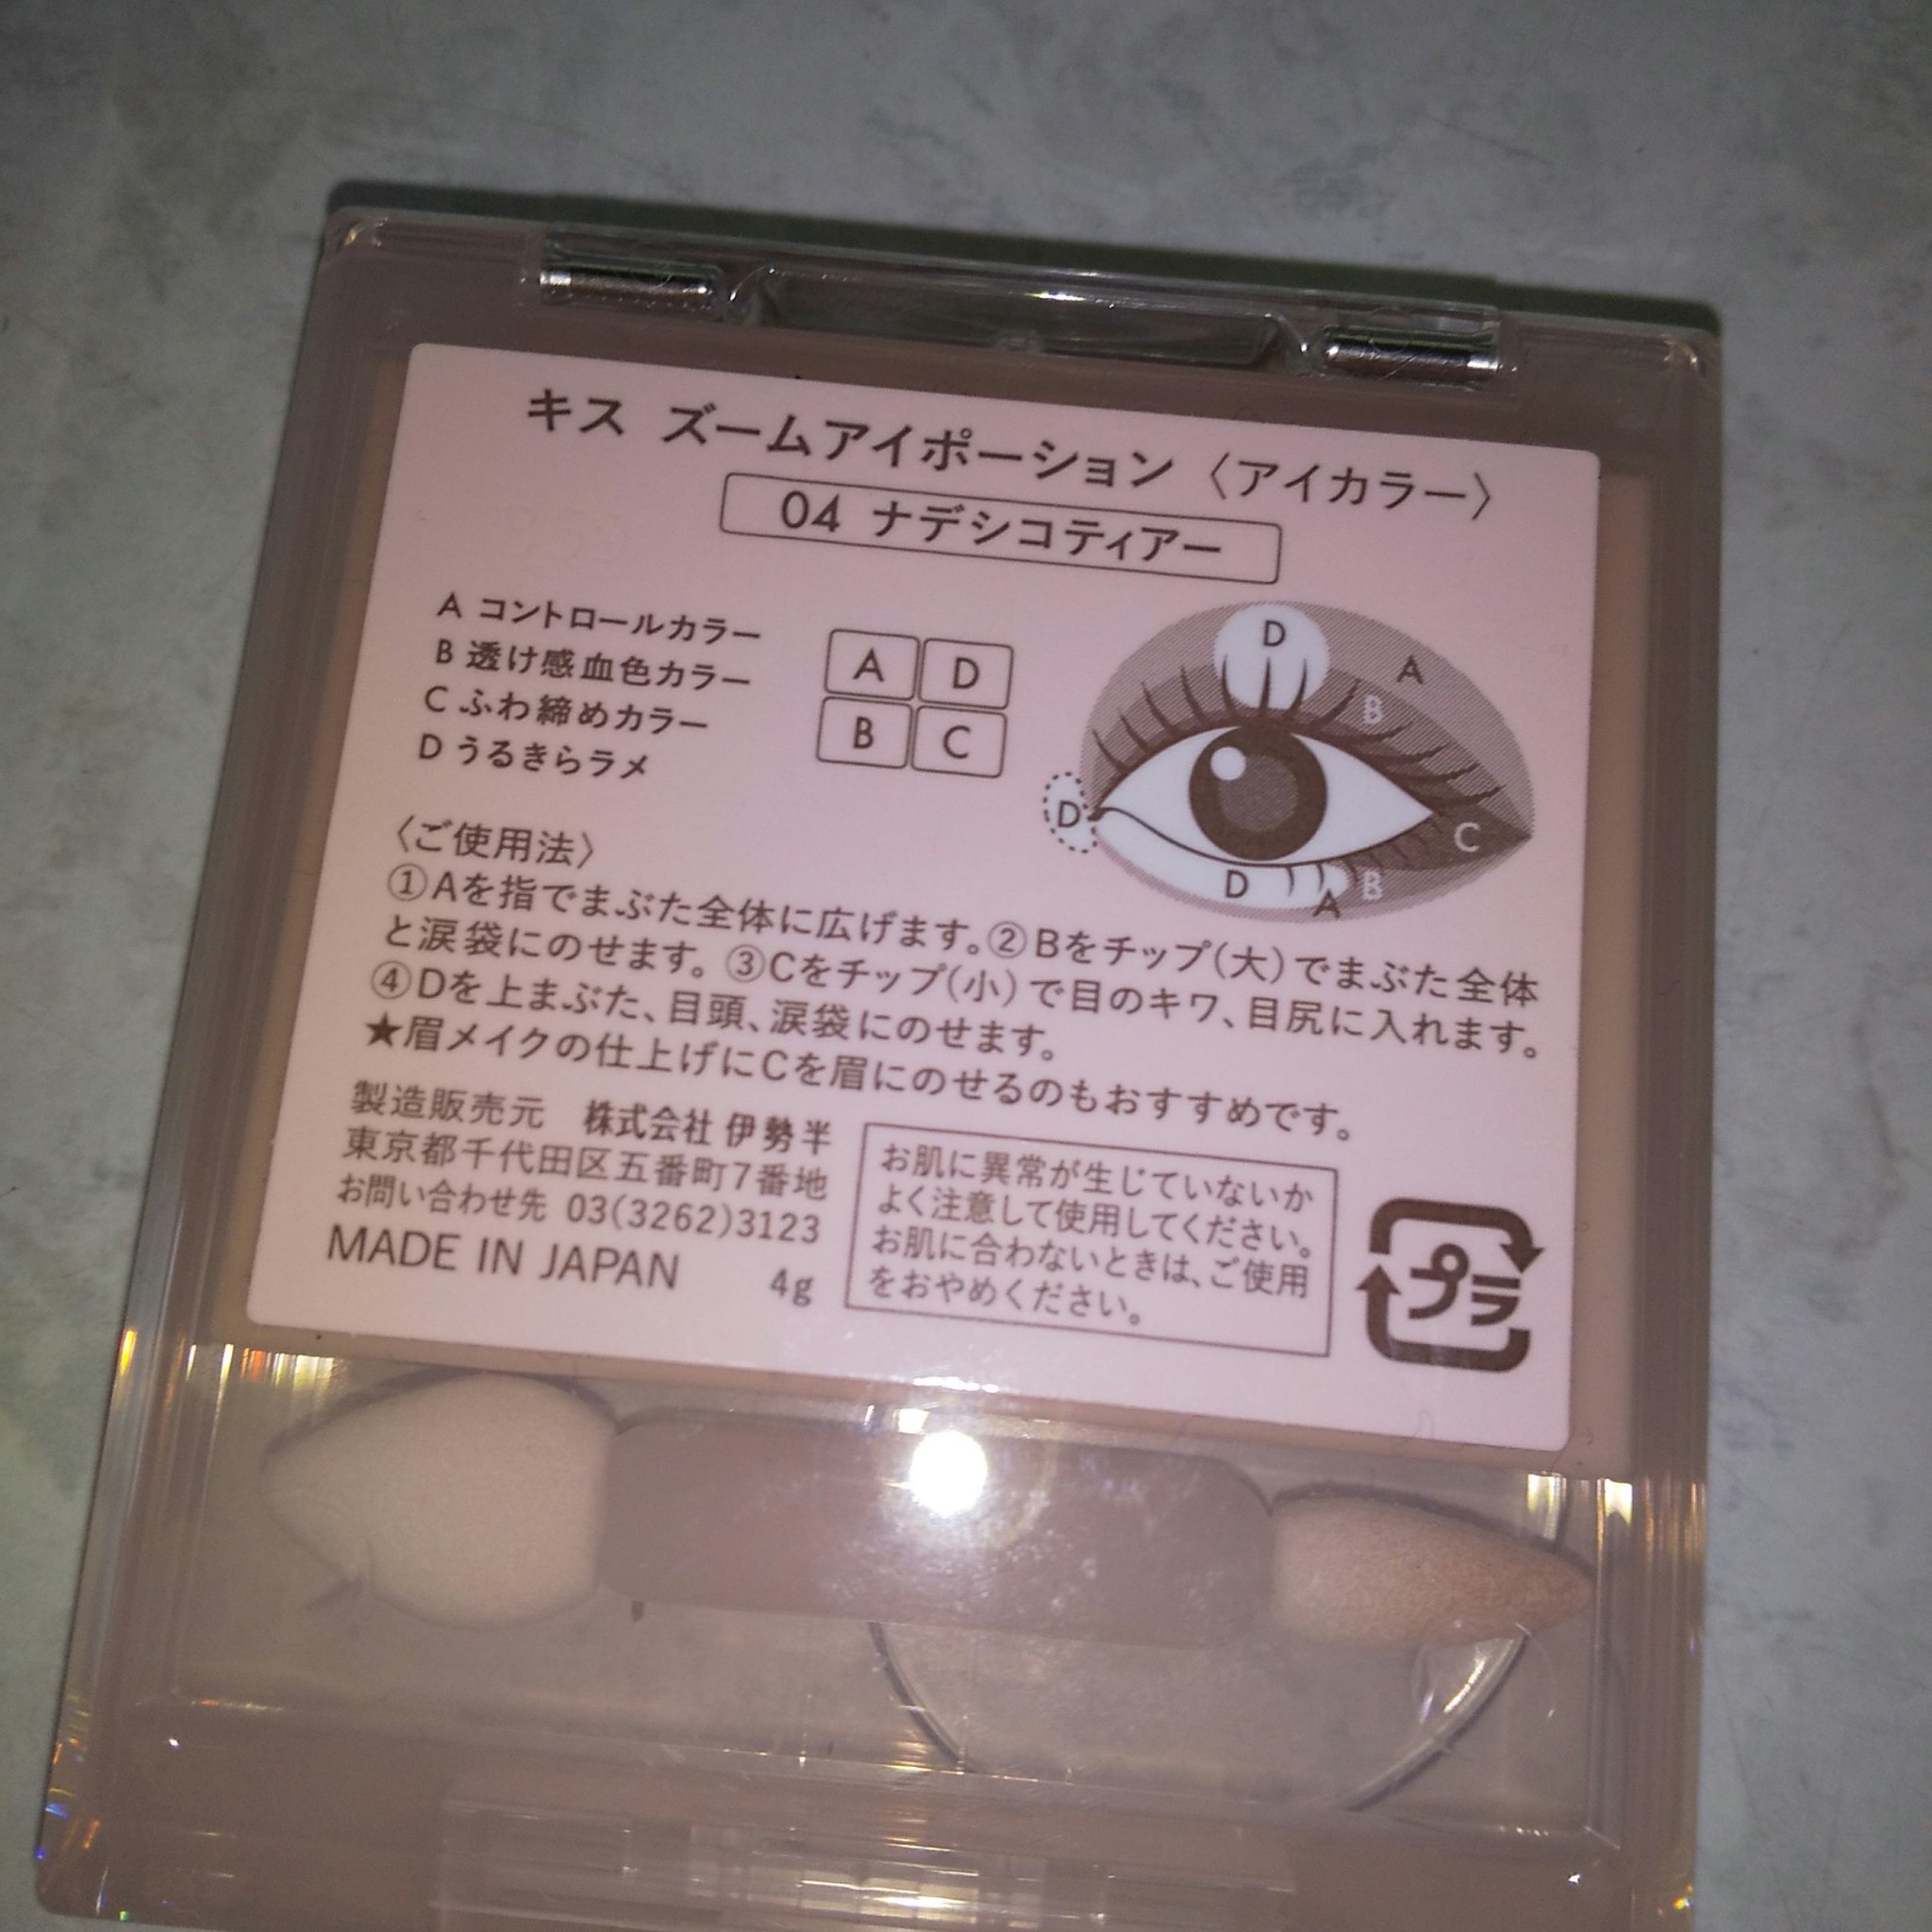 キス ズームアイポーション〈アイカラー〉
04 ナデシコティアー
A コントロールカラー
B 透け感血色カラー
C ふわ締めカラー
D うるきらラメ
A D
B C
D
A
B
D
C
D
A
B
〈ご使用法〉
①Aを指でまぶた全体に広げます。②Bをチップ(大)でまぶた全体
と涙袋にのせます。③Cをチップ(小)で目のキワ、目尻に入れます。
④Dを上まぶた、目頭、涙袋にのせます。
★眉メイクの仕上げにCを眉にのせるのもおすすめです。
製造販売元 株式会社 伊勢半
東京都千代田区五番町7番地
お問い合わせ先 03(3262)3123
MADE IN JAPAN 4g
お肌に異常が生じていないか
よく注意して使用してください。
お肌に合わないときは、ご使用
をおやめください。
プラ